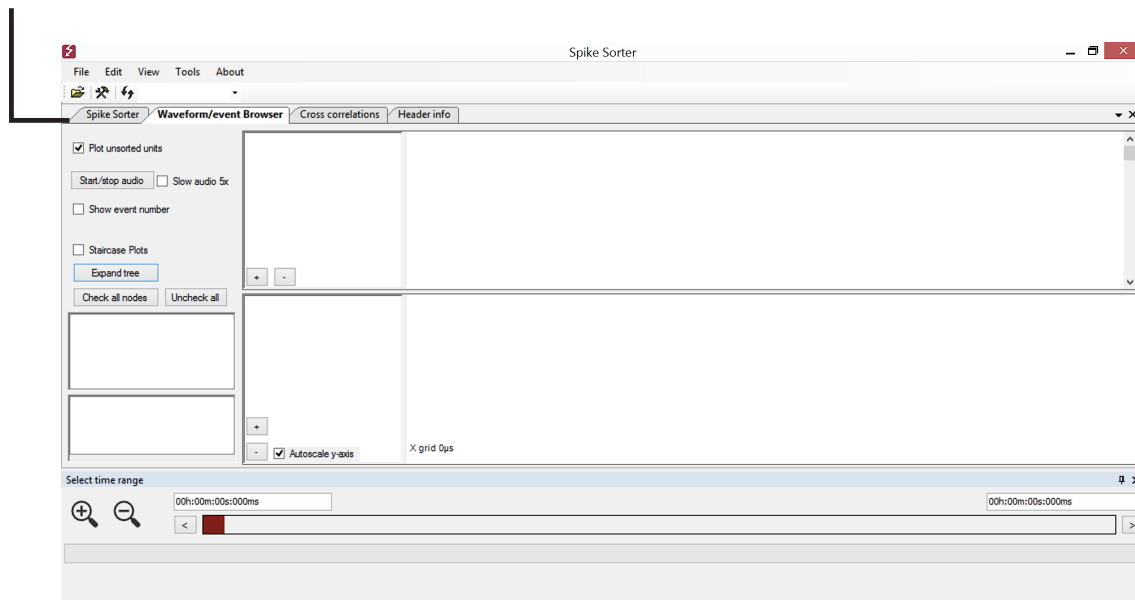 Spike Sorter
File Edit View Tools About
Spike Sorter Waveform/event Browser Cross correlations Header info
Plot unsorted units
Start/stop audio Slow audio 5x
Show event number
Staircase Plots
Expand tree
+ -
Check all nodes Uncheck all
+
- Autoscale y-axis X grid 0µs
Select time range
00h:00m:00s:000ms 00h:00m:00s:000ms
< >